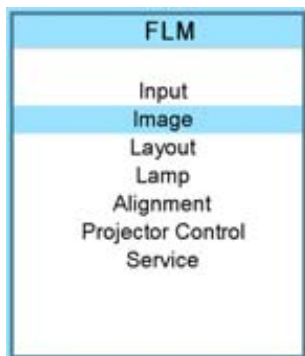 FLM
Input
Image
Layout
Lamp
Alignment
Projector Control
Service